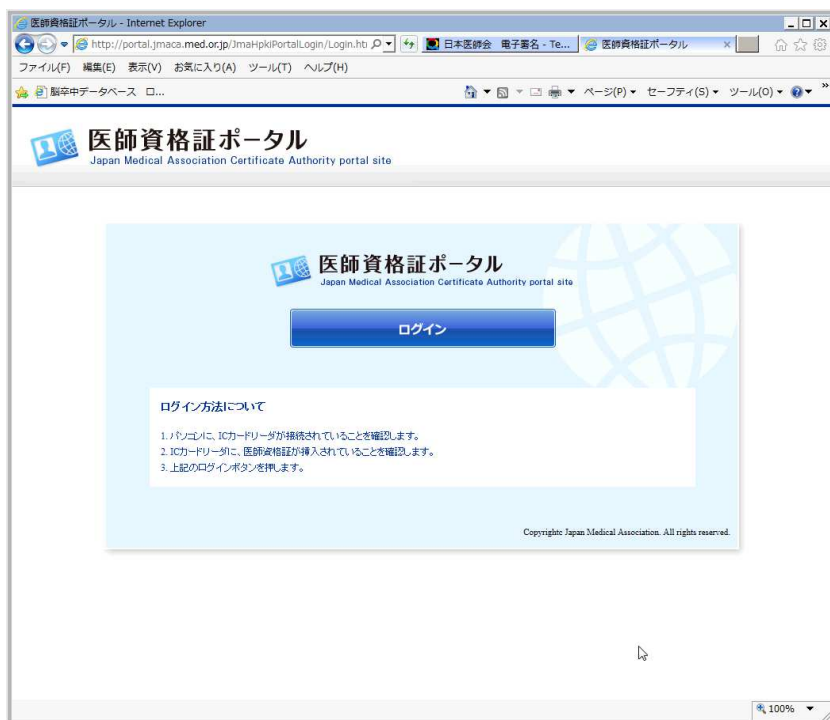 医師資格証ポータル - Internet Explorer
http://portal.jmaca.med.or.jp/JmaHpkiPortalLogin/Login.ht
日本医師会 電子署名 - Te...
医師資格証ポータル
ファイル(F) 編集(E) 表示(V) お気に入り(A) ツール(T) ヘルプ(H)
脳卒中データベース ロ...
ページ(P) セーフティ(S) ツール(O)
医師資格証ポータル
Japan Medical Association Certificate Authority portal site
医師資格証ポータル
Japan Medical Association Certificate Authority portal site
ログイン
ログイン方法について
1. パソコンに、ICカードリーダが接続されていることを確認します。
2. ICカードリーダに、医師資格証が挿入されていることを確認します。
3. 上記のログインボタンを押します。
Copyrightc Japan Medical Association. All rights reserved.
100%